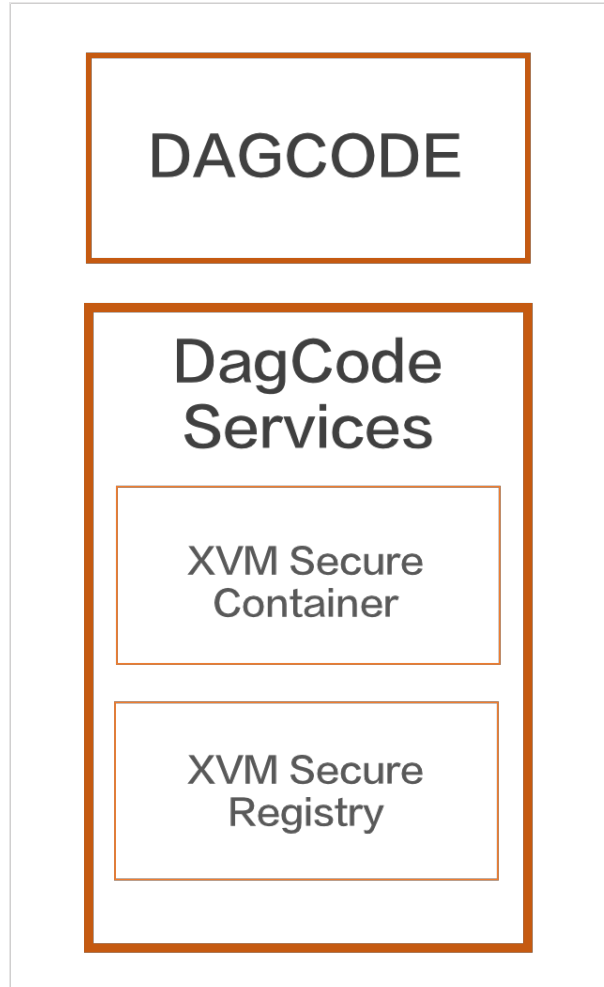 DAGCODE
DagCode
Services
XVM Secure
Container
XVM Secure
Registry